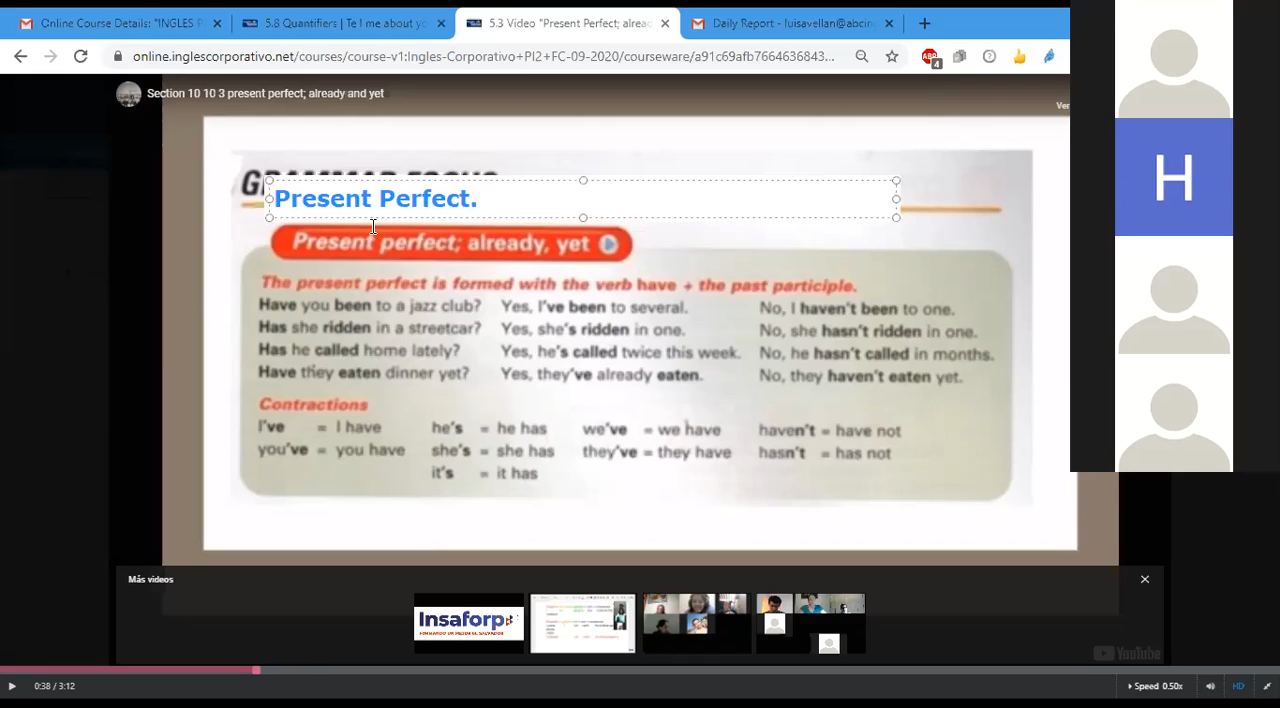 Online Course Details: "INGLES P
5.8 Quantifiers | Tell me about yo
5.3 Video "Present Perfect; alrea
Daily Report - luisavellan@abcin
online.inglescorporativo.net/courses/course-v1:Ingles-Corporativo+PI2+FC-09-2020/courseware/a91c69afb7664636843...
ABP
4
Section 10 10 3 present perfect; already and yet
Ver
GRAMMAR FOCUS
Present Perfect.
Present perfect; already, yet
The present perfect is formed with the verb have + the past participle.
Have you been to a jazz club? Yes, I've been to several. No, I haven't been to one.
Has she ridden in a streetcar? Yes, she's ridden in one. No, she hasn't ridden in one.
Has he called home lately? Yes, he's called twice this week. No, he hasn't called in months.
Have they eaten dinner yet? Yes, they've already eaten. No, they haven't eaten yet.
Contractions
I've = I have he's = he has we've = we have haven't = have not
you've = you have she's = she has they've = they have hasn't = has not
it's = it has
H
Más videos
Insaforp
YouTube
0:38 / 3:12
Speed 0.50x
HD